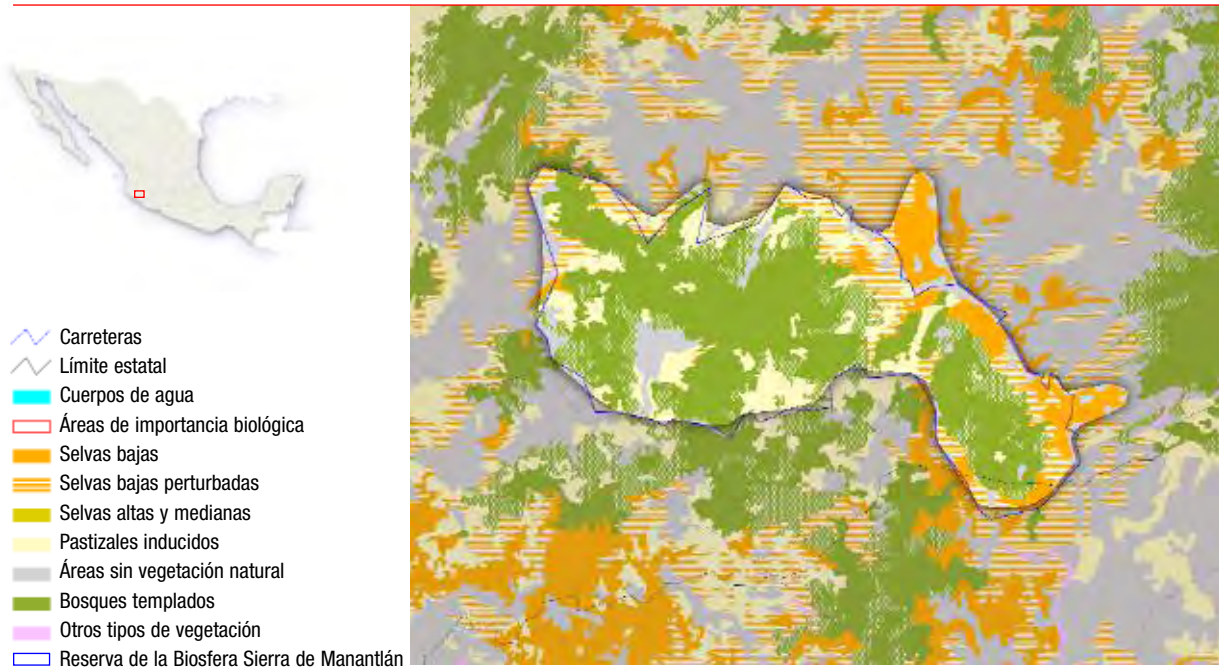 Carreteras
Límite estatal
Cuerpos de agua
Áreas de importancia biológica
Selvas bajas
Selvas bajas perturbadas
Selvas altas y medianas
Pastizales inducidos
Áreas sin vegetación natural
Bosques templados
Otros tipos de vegetación
Reserva de la Biosfera Sierra de Manantlán